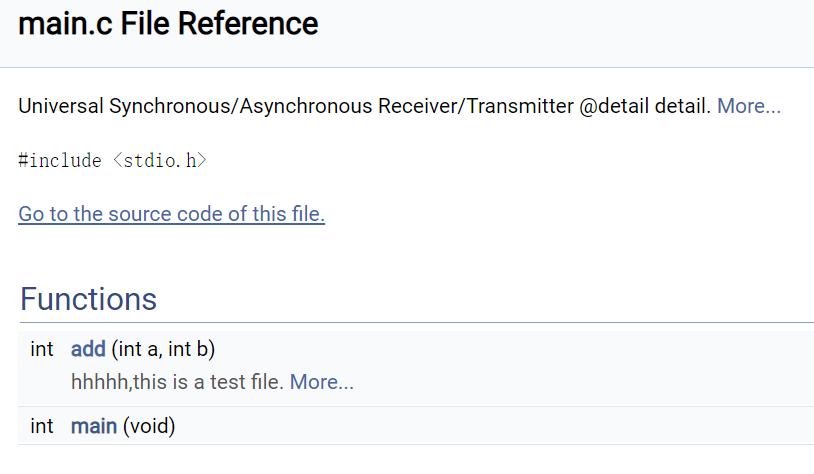 main.c File Reference
Universal Synchronous/Asynchronous Receiver/Transmitter @detail detail. More...
#include <stdio.h>
Go to the source code of this file.
Functions
int add (int a, int b)
hhhhh,this is a test file. More...
int main (void)